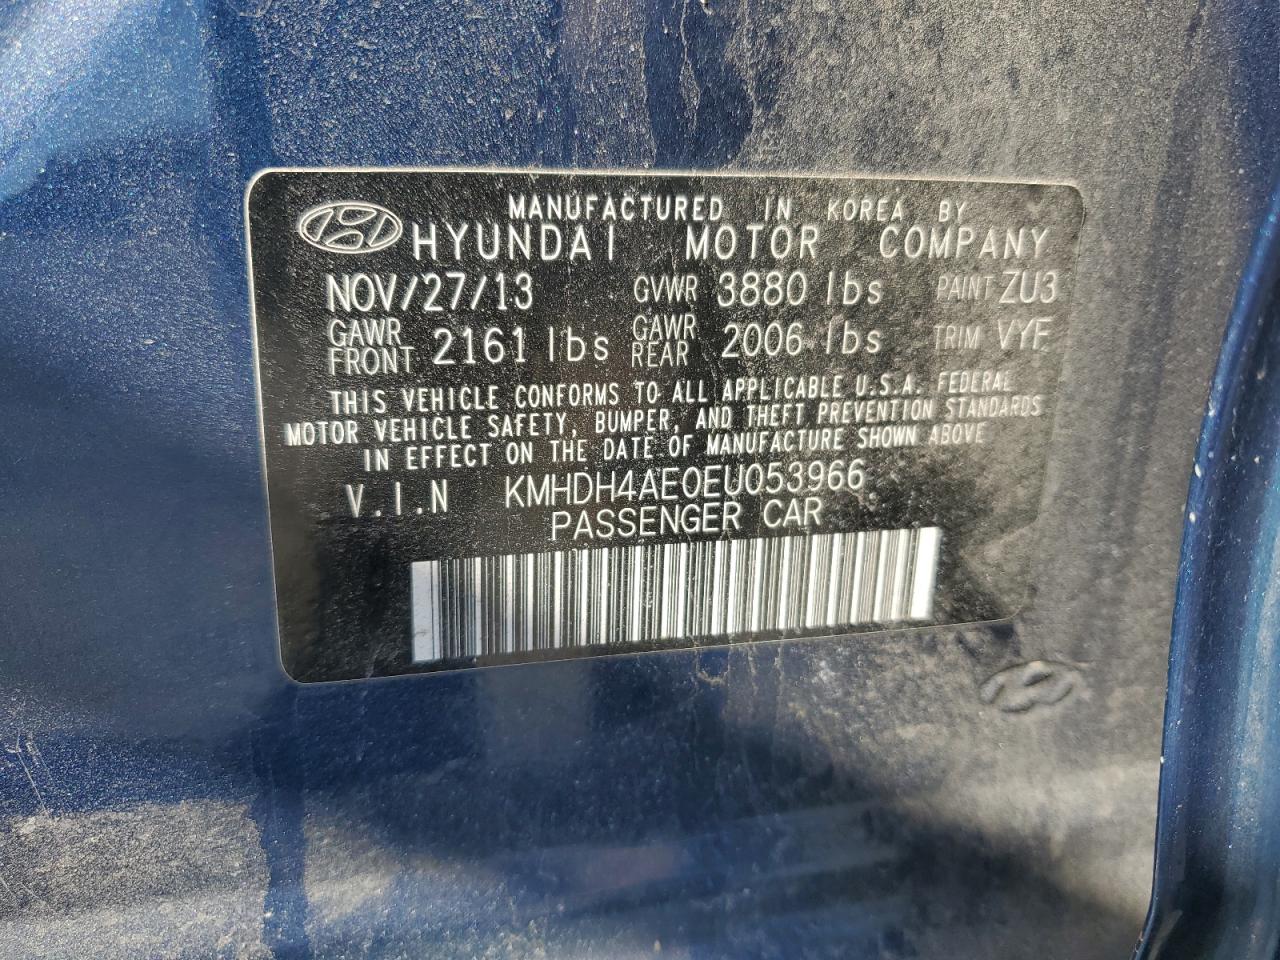 MANUFACTURED IN KOREA BY
HYUNDAI MOTOR COMPANY
NOV/27/13 GVWR 3880 lbs PAINT ZU3
GAWR FRONT 2161 lbs GAWR REAR 2006 lbs TRIM VYF
THIS VEHICLE CONFORMS TO ALL APPLICABLE U.S.A. FEDERAL
MOTOR VEHICLE SAFETY, BUMPER, AND THEFT PREVENTION STANDARDS
IN EFFECT ON THE DATE OF MANUFACTURE SHOWN ABOVE
V.I.N KMHDH4AE0EU053966
PASSENGER CAR